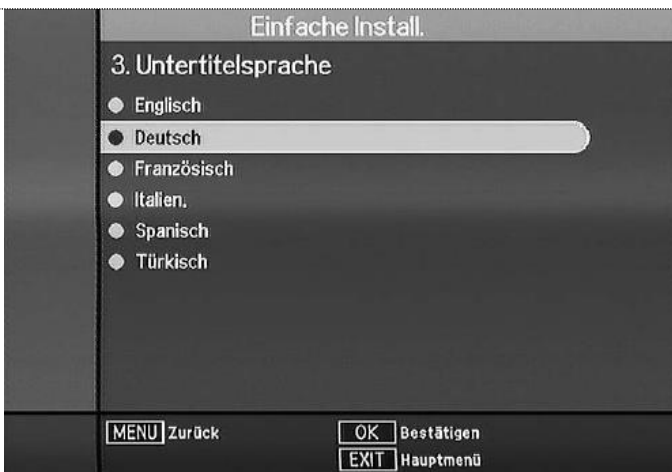 Einfache Install.
3. Untertitelsprache
Englisch
Deutsch
Französisch
Italien.
Spanisch
Türkisch
MENU Zurück OK Bestätigen
EXIT Hauptmenü